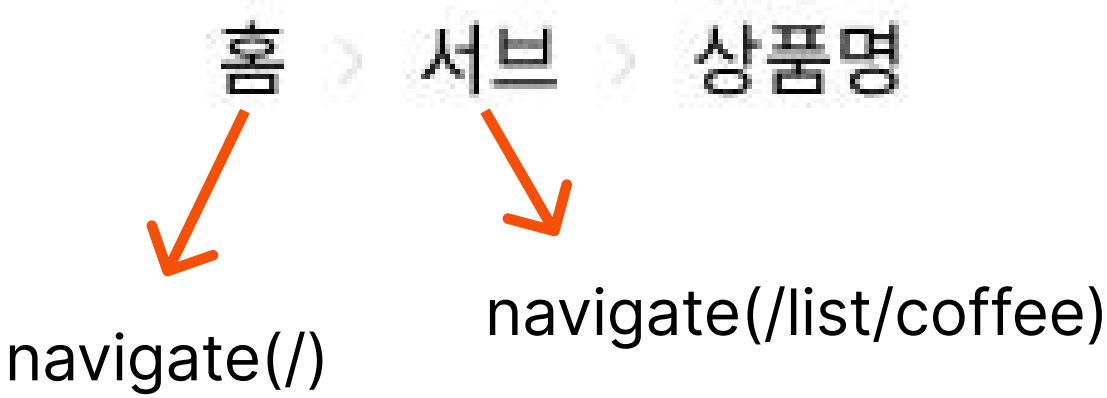 홈 > 서브 > 상품명
navigate(/list/coffee)
navigate(/)